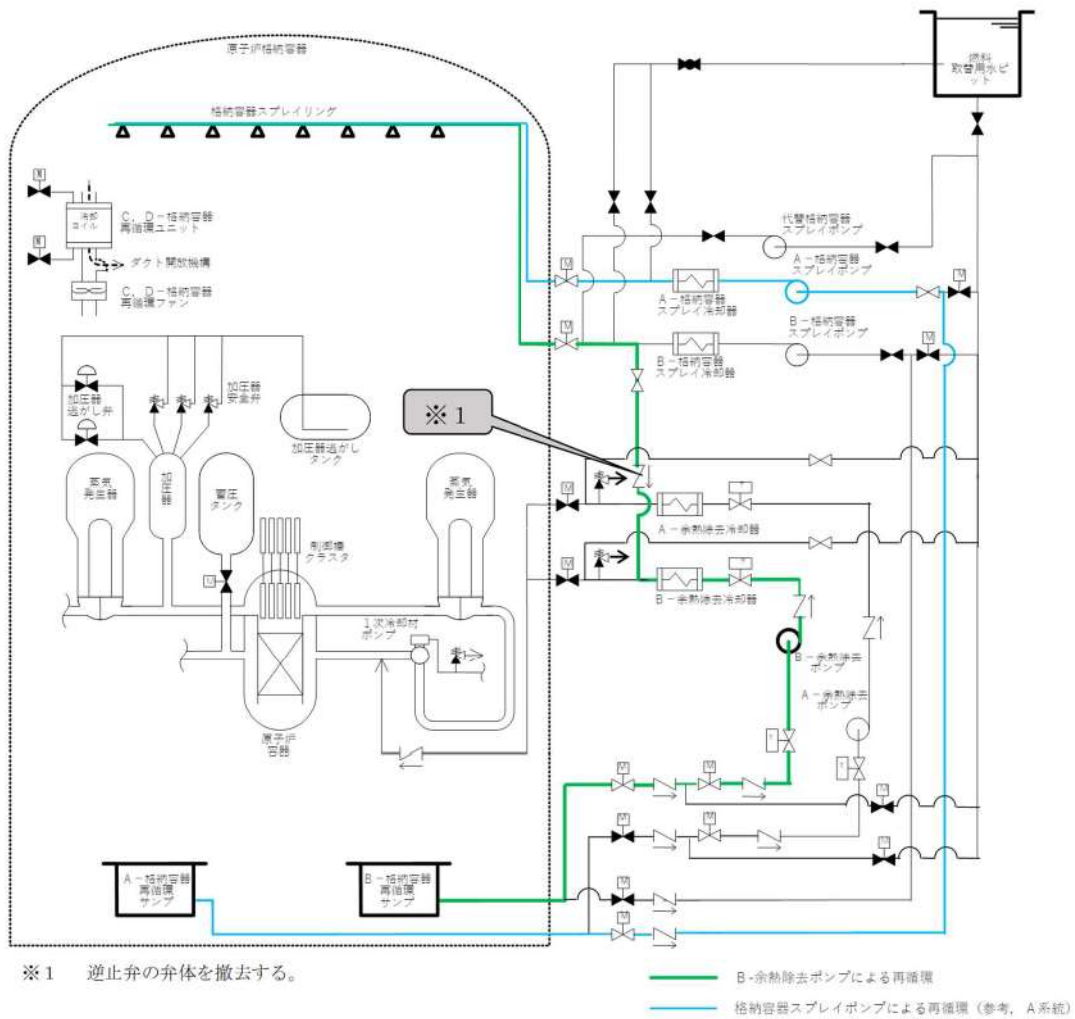 原子炉格納容器
燃料
取替用水ピ
ット
格納容器スプレイリング
M
冷却
コイル
C，D－格納容器
再循環ユニット
M
ダクト開放機構
C，D－格納容器
再循環ファン
代替格納容器
スプレイポンプ
M
A－格納容器
スプレイポンプ
M
A－格納容器
スプレイ冷却器
M
B－格納容器
スプレイポンプ
M
B－格納容器
スプレイ冷却器
加圧器
逃がし弁
加圧器
安全弁
加圧器逃がし
タンク
※1
蒸気
発生器
加
圧
器
蓄圧
タンク
蒸気
発生器
M
A－余熱除去冷却器
制御棒
クラスタ
M
M
B－余熱除去冷却器
1次冷却材
ポンプ
B－余熱除去
ポンプ
A－余熱除去
ポンプ
原子炉
容器
M
M
M
M
M
M
A－格納容器
再循環
サンプ
B－格納容器
再循環
サンプ
M
M
※1　逆止弁の弁体を撤去する。
B-余熱除去ポンプによる再循環
格納容器スプレイポンプによる再循環（参考，A系統）